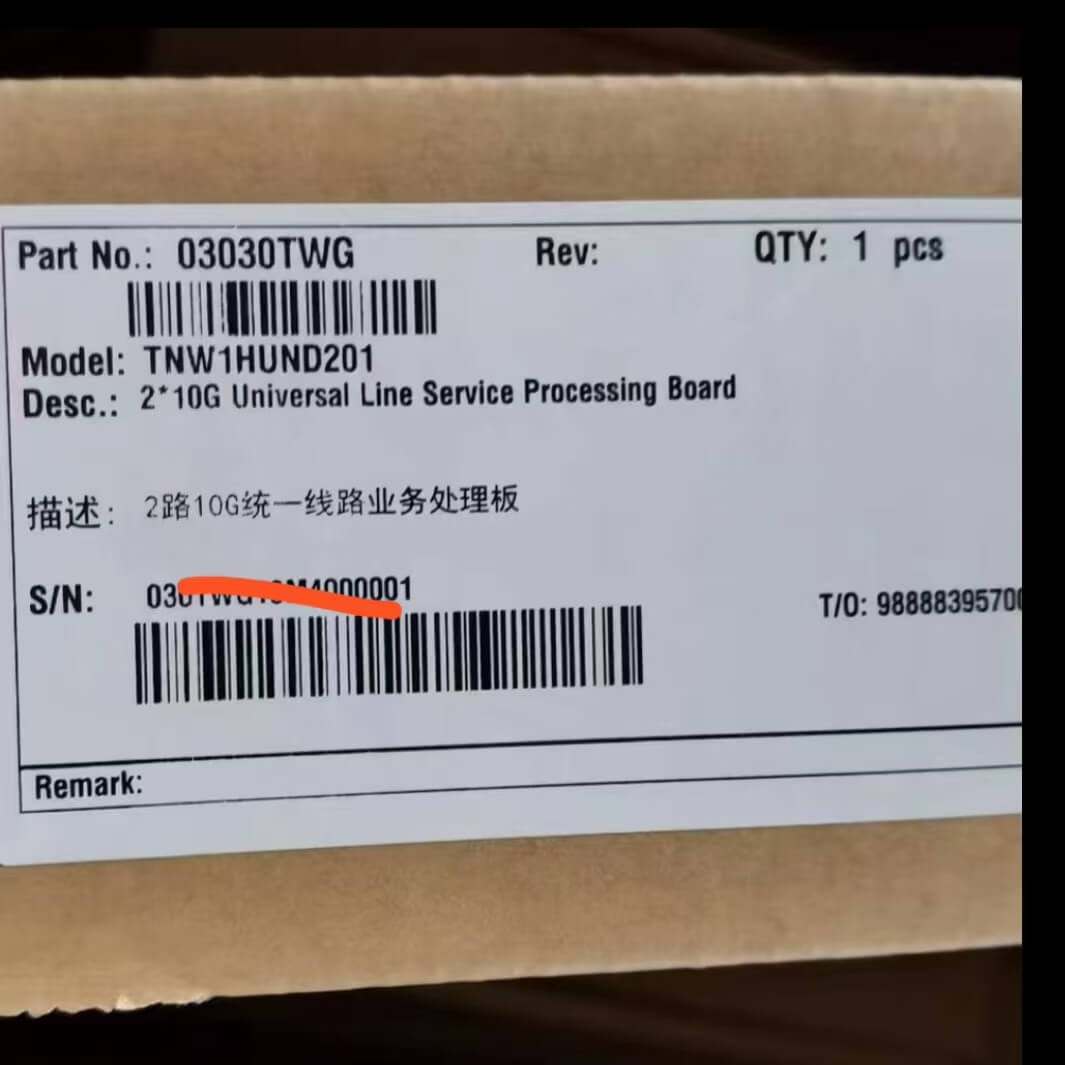 Part No.: 03030TWG Rev: QTY: 1 pcs
Model: TNW1HUND201
Desc.: 2*10G Universal Line Service Processing Board
描述: 2路10G统一线路业务处理板
S/N:
T/O: 98888395700
Remark: